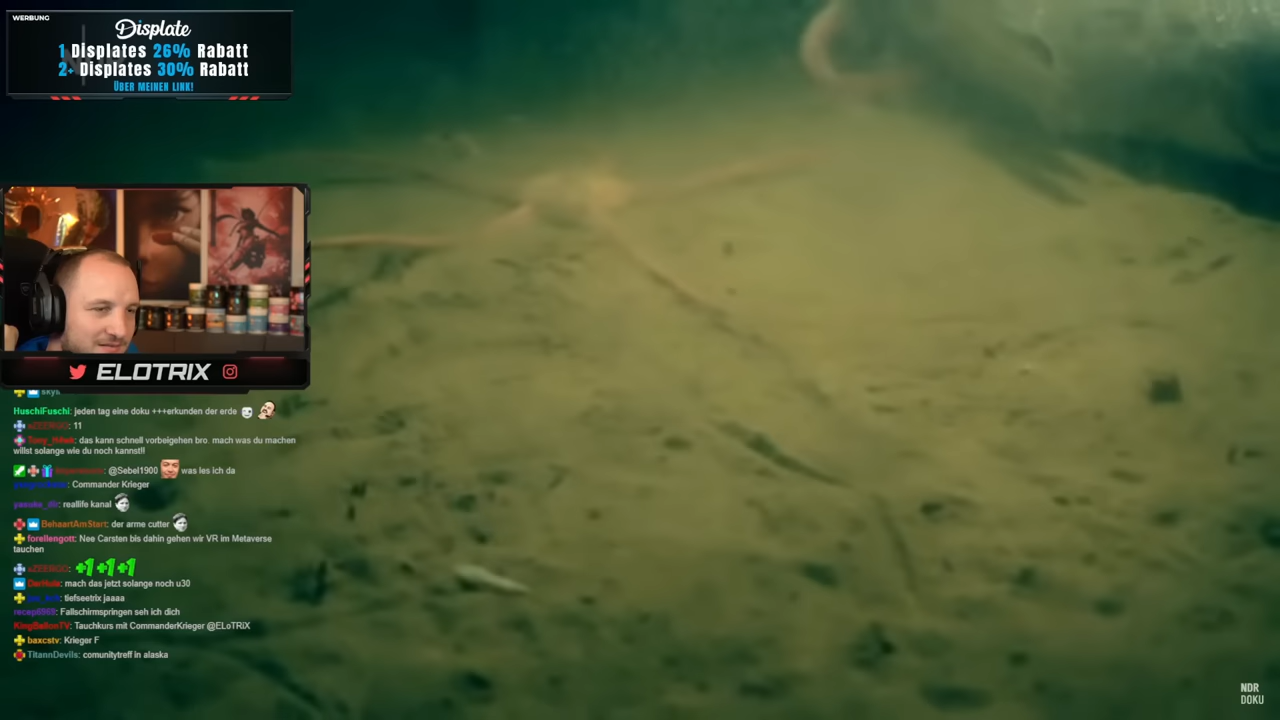 WERBUNG
Displate
1 Displates 26% Rabatt
2+ Displates 30% Rabatt
ÜBER MEINEN LINK!
ELOTRIX
HuschiFuschi: jeden tag eine doku +++erkunden der erde
: 11
: das kann schnell vorbeigehen bro. mach was du machen
willst solange wie du noch kannst!!
: @Sebel1900 was les ich da
: Commander Krieger
: reallife kanal
BehaartAmStart: der arme cutter
forellengott: Nee Carsten bis dahin gehen wir VR im Metaverse
tauchen
: +1 +1 +1
: mach das jetzt solange noch u30
: tiefseetrix jaaaa
: Fallschirmspringen seh ich dich
KingBallonTV: Tauchkurs mit CommanderKrieger @ELoTRiX
baxcstv: Krieger F
TitannDevils: comunitytreff in alaska
NDR
DOKU